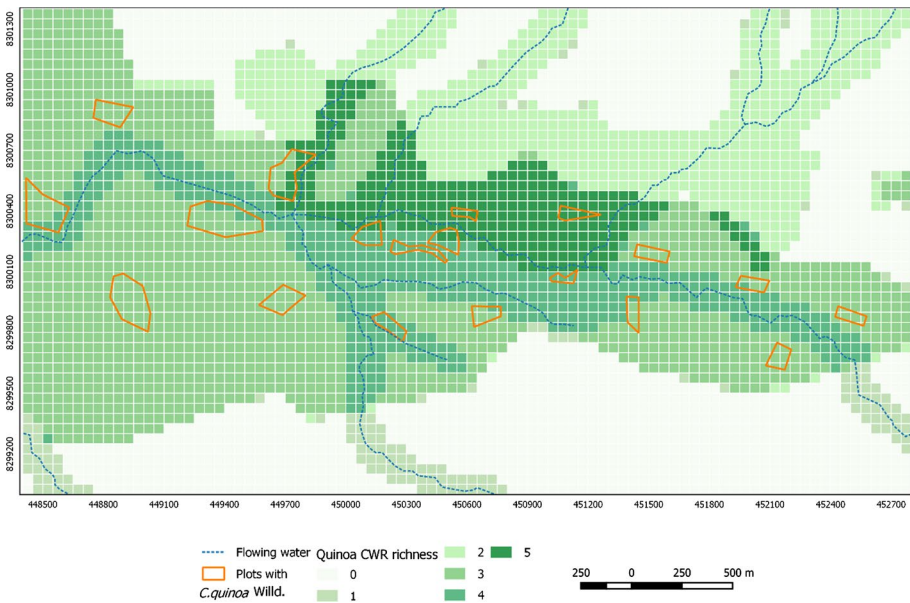 8301300
8301000
8300700
8300400
8300100
8299800
8299500
8299200
448500 448800 449100 449400 449700 450000 450300 450600 450900 451200 451500 451800 452100 452400 452700
Flowing water
Plots with
C.quinoa Willd.
Quinoa CWR richness
0
1
2
3
4
5
250 0 250 500 m